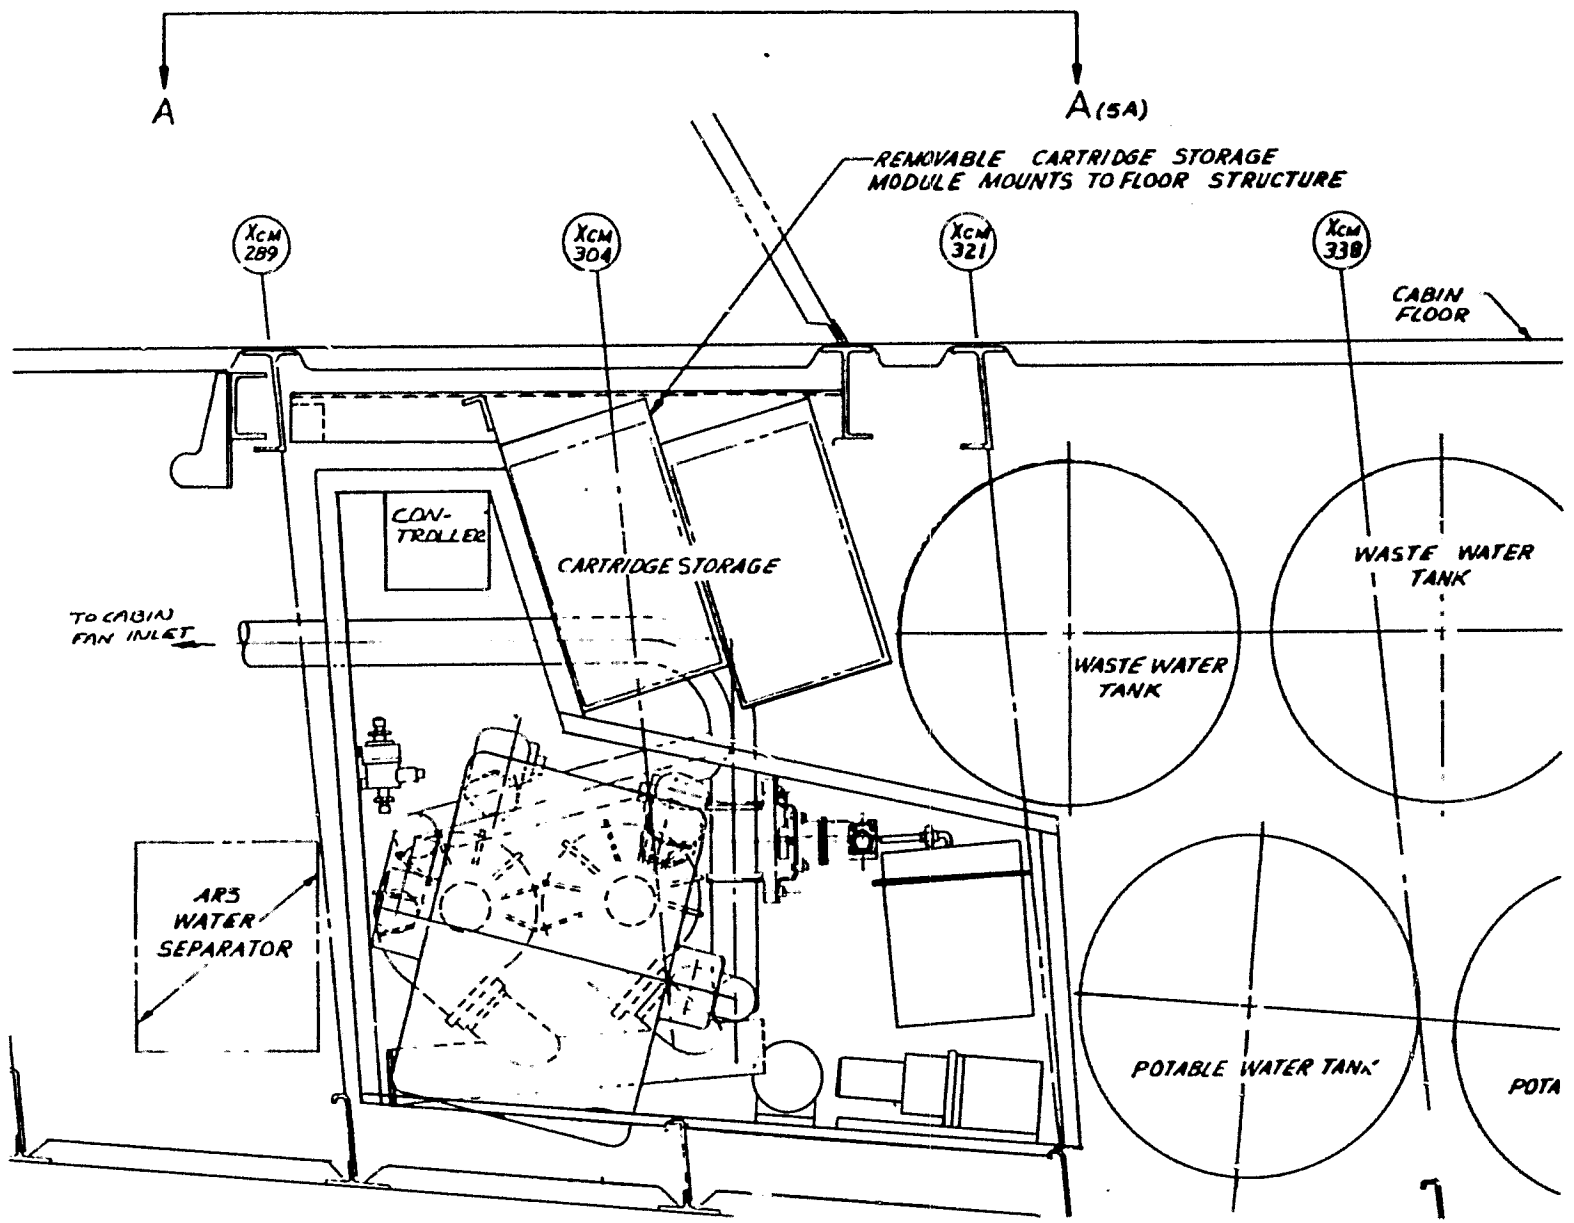 A
A (5A)
REMOVABLE CARTRIDGE STORAGE
MODULE MOUNTS TO FLOOR STRUCTURE
XCM
289
XCM
304
XCM
321
XCM
338
CABIN
FLOOR
CON-
TROLLER
CARTRIDGE STORAGE
WASTE WATER
TANK
TO CABIN
FAN INLET
WASTE WATER
TANK
ARS
WATER
SEPARATOR
POTABLE WATER TANK
POTA